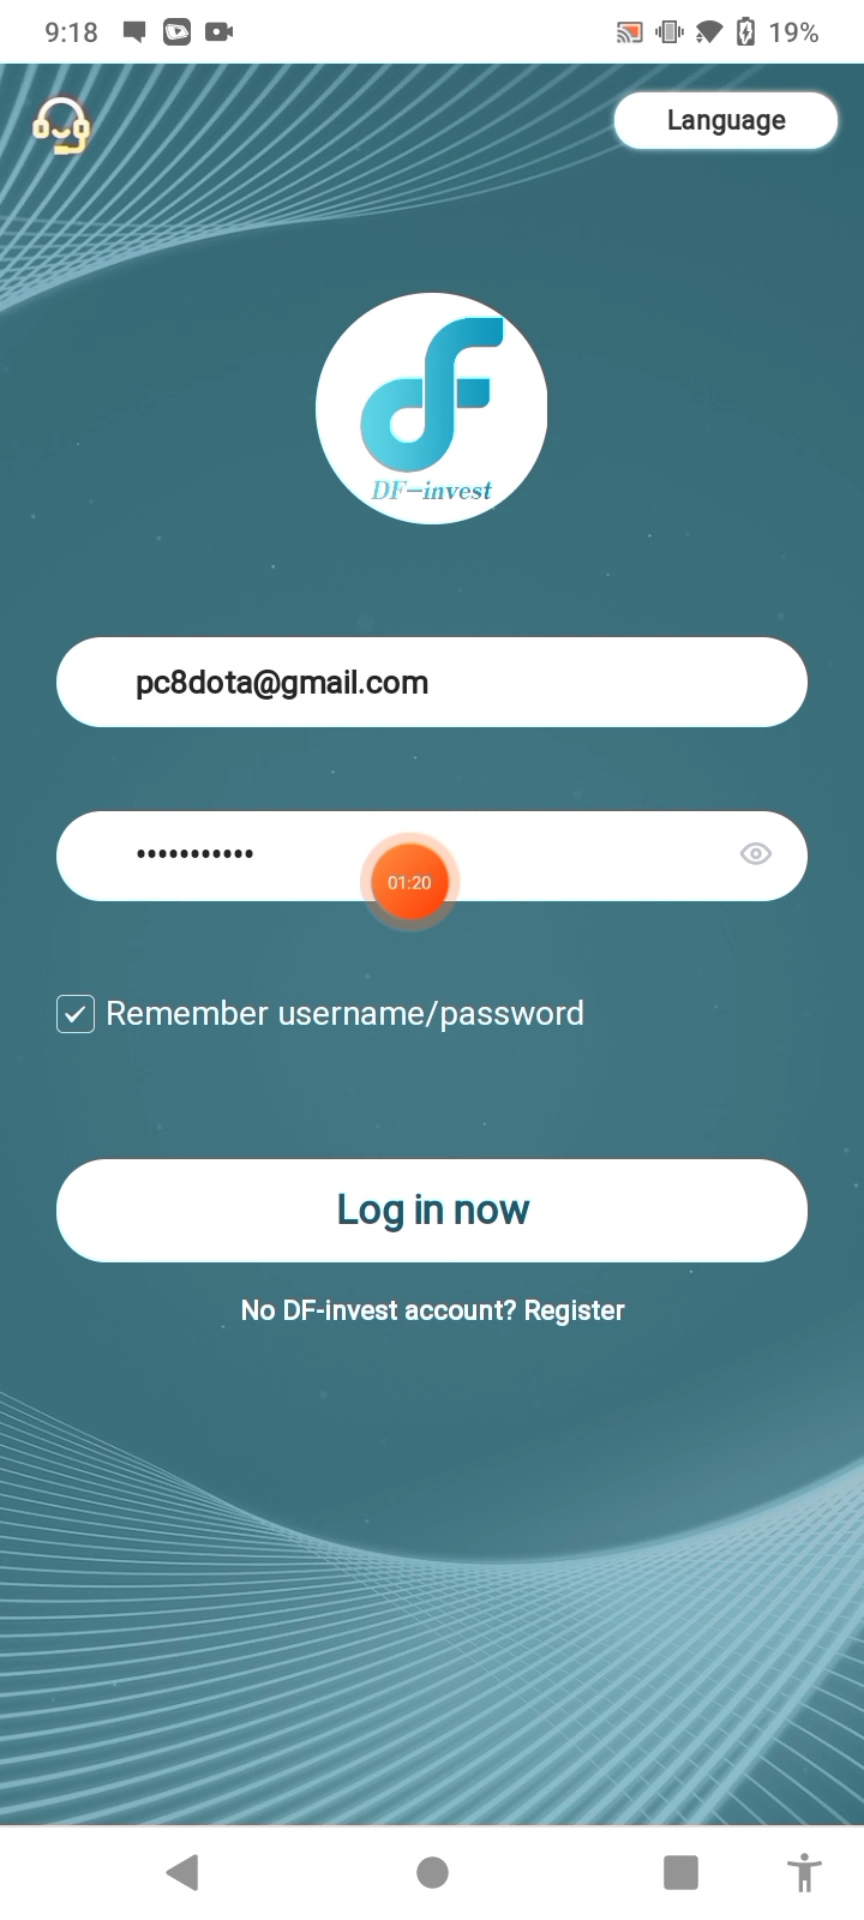 9:18
19%
Language
DF-invest
pc8dota@gmail.com
•••••••••••
01:20
Remember username/password
Log in now
No DF-invest account? Register